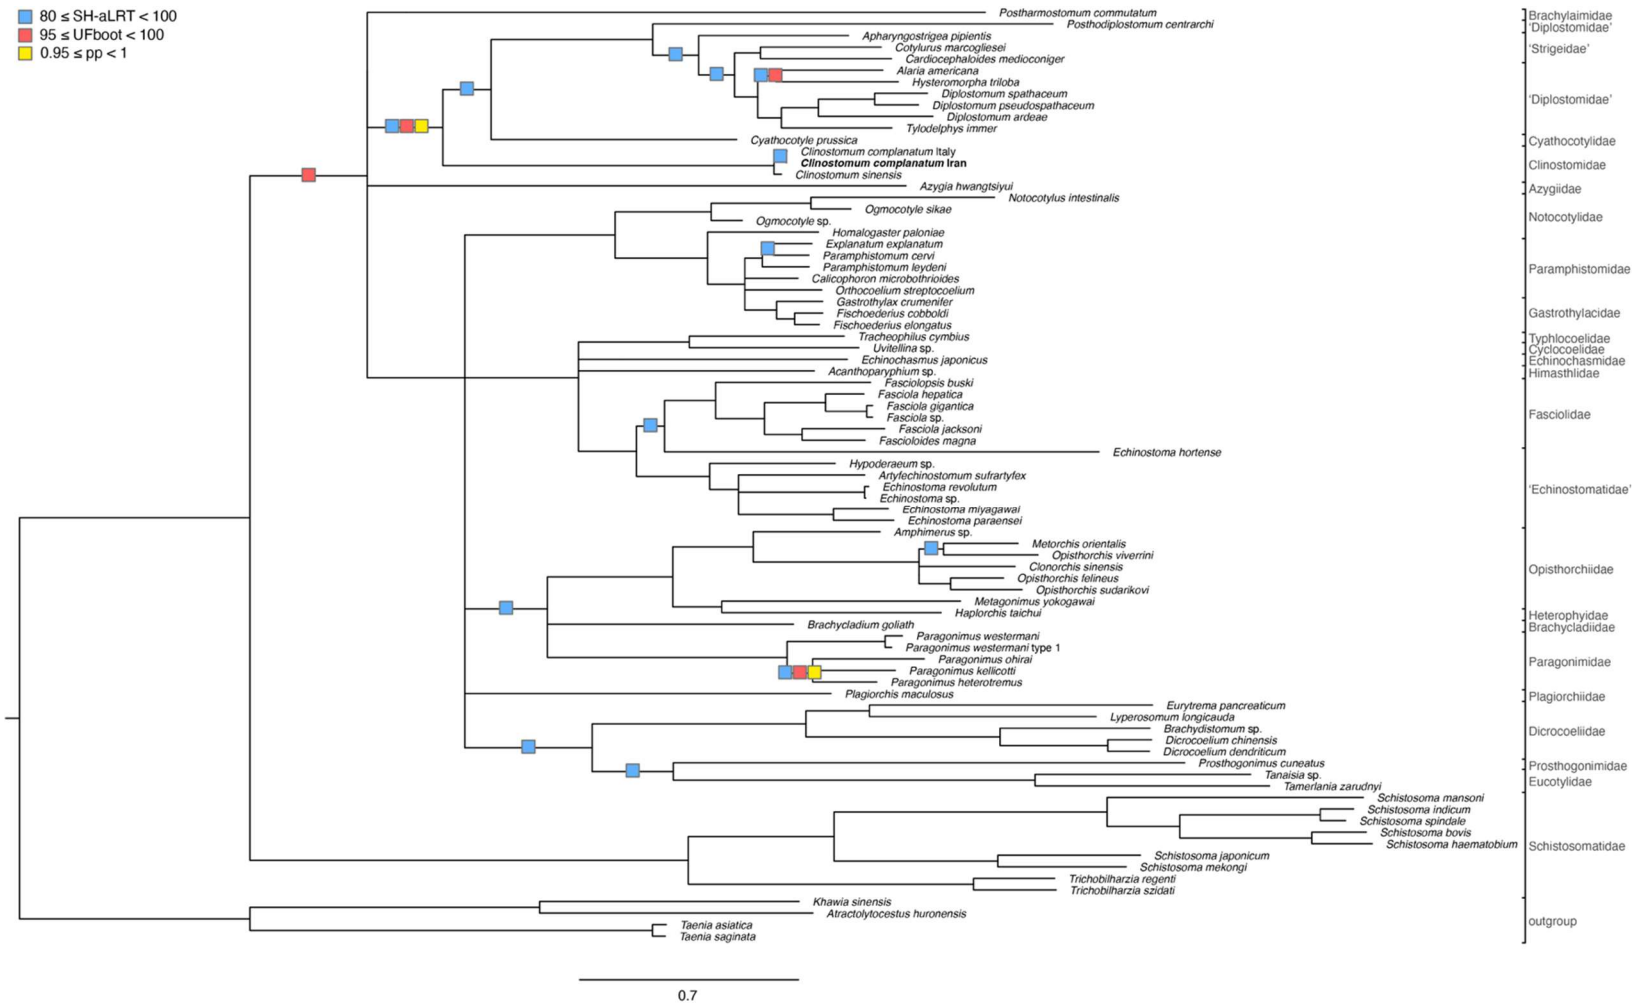 80 ≤ SH-aLRT < 100
95 ≤ UFboot < 100
0.95 ≤ pp < 1
Postharmostomum commutatum
Posthodiplostomum centrarchi
Apharyngostrigea pipientis
Cotylurus marcogliesei
Cardiocephaloides medioconiger
Alaria americana
Hysteromorpha triloba
Diplostomum spathaceum
Diplostomum pseudospathaceum
Diplostomum ardeae
Tylodelphys immer
Cyathocotyle prussica
Clinostomum complanatum Italy
Clinostomum complanatum Iran
Clinostomum sinensis
Azygia hwangtsiyui
Notocotylus intestinalis
Ogmocotyle sikae
Ogmocotyle sp.
Homalogaster paloniae
Explanatum explanatum
Paramphistomum cervi
Paramphistomum leydeni
Calicophoron microbothrioides
Orthocoelium streptocoelium
Gastrothylax crumenifer
Fischoederius cobboldi
Fischoederius elongatus
Tracheophilus cymbius
Uvitellina sp.
Echinochasmus japonicus
Acanthoparyphium sp.
Fasciolopsis buski
Fasciola hepatica
Fasciola gigantica
Fasciola sp.
Fasciola jacksoni
Fascioloides magna
Echinostoma hortense
Hypoderaeum sp.
Artyfechinostomum sufrartyfex
Echinostoma revolutum
Echinostoma sp.
Echinostoma miyagawai
Echinostoma paraensei
Amphimerus sp.
Metorchis orientalis
Opisthorchis viverrini
Clonorchis sinensis
Opisthorchis felineus
Opisthorchis sudarikovi
Metagonimus yokogawai
Haplorchis taichui
Brachycladium goliath
Paragonimus westermani
Paragonimus westermani type 1
Paragonimus ohirai
Paragonimus kellicotti
Paragonimus heterotremus
Plagiorchis maculosus
Eurytrema pancreaticum
Lyperosomum longicauda
Brachydistomum sp.
Dicrocoelium chinensis
Dicrocoelium dendriticum
Prosthogonimus cuneatus
Tanaisia sp.
Tamerlania zarudnyi
Schistosoma mansoni
Schistosoma indicum
Schistosoma spindale
Schistosoma bovis
Schistosoma haematobium
Schistosoma japonicum
Schistosoma mekongi
Trichobilharzia regenti
Trichobilharzia szidati
Khawia sinensis
Atractolytocestus huronensis
Taenia asiatica
Taenia saginata
Brachylaimidae
'Diplostomidae'
'Strigeidae'
'Diplostomidae'
Cyathocotylidae
Clinostomidae
Azygiidae
Notocotylidae
Paramphistomidae
Gastrothylacidae
Typhlocoelidae
Cyclocoelidae
Echinochasmidae
Himasthlidae
Fasciolidae
'Echinostomatidae'
Opisthorchiidae
Heterophyidae
Brachycladiidae
Paragonimidae
Plagiorchiidae
Dicrocoeliidae
Prosthogonimidae
Eucotylidae
Schistosomatidae
outgroup
0.7